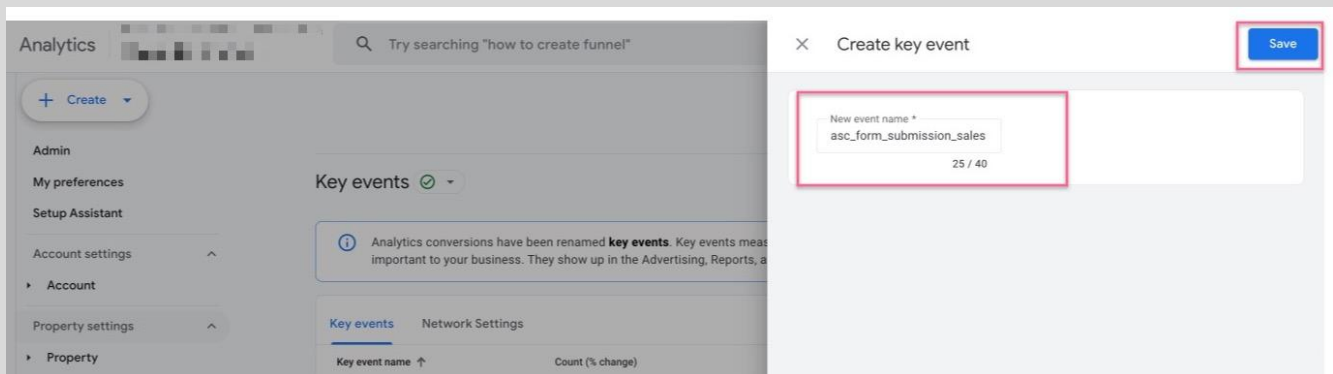 Analytics
Try searching "how to create funnel"
Create
Admin
My preferences
Setup Assistant
Account settings
Account
Property settings
Property
Key events
Analytics conversions have been renamed key events. Key events meas
important to your business. They show up in the Advertising, Reports, a
Key events Network Settings
Key event name Count (% change)
Create key event
Save
New event name *
asc_form_submission_sales
25 / 40